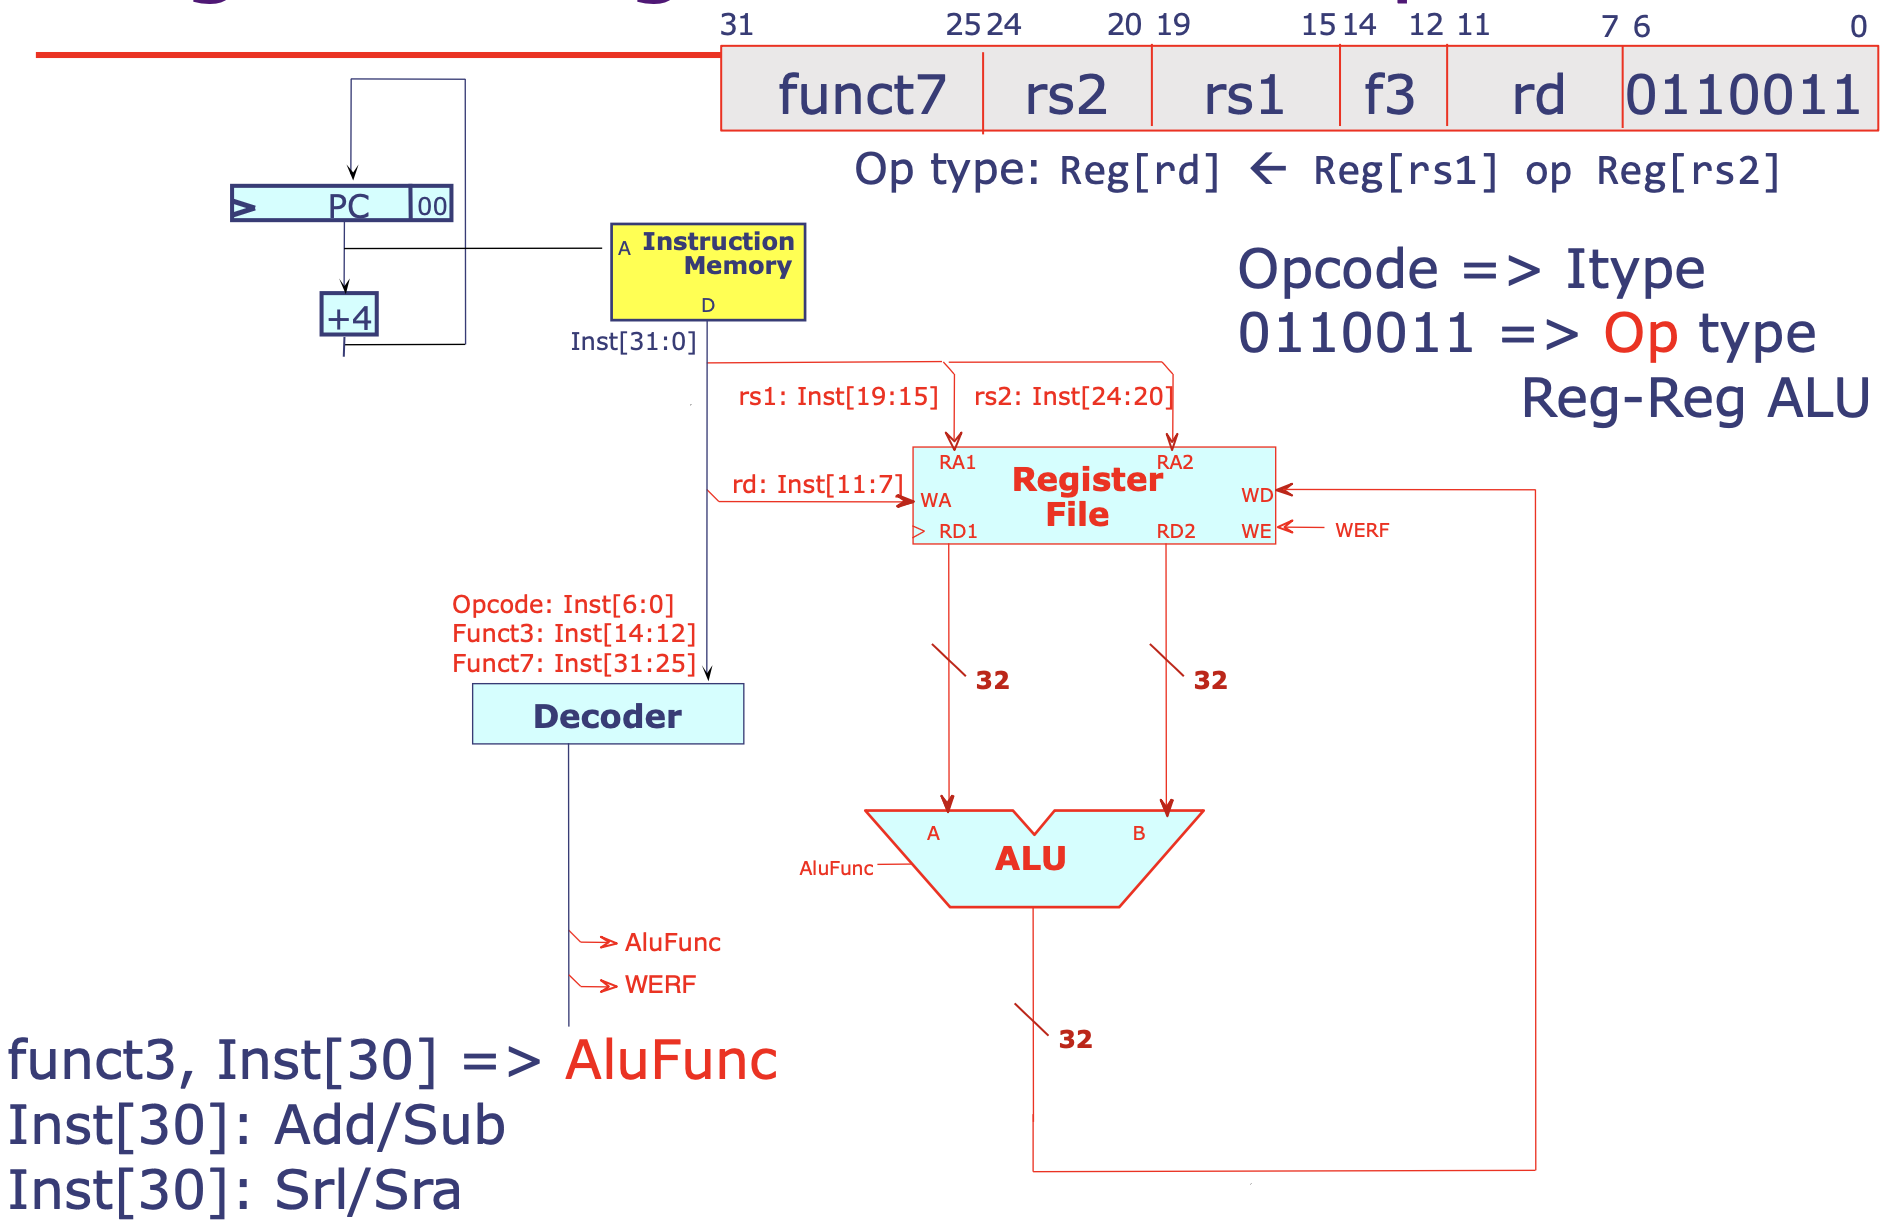 31 25 24 20 19 15 14 12 11 7 6 0
funct7 rs2 rs1 f3 rd 0110011
Op type: Reg[rd] ← Reg[rs1] op Reg[rs2]
PC 00
A Instruction
Memory
D
+4
Inst[31:0]
Opcode => Itype
0110011 => Op type
Reg-Reg ALU
rs1: Inst[19:15] rs2: Inst[24:20]
rd: Inst[11:7]
RA1 RA2
Register
File
WA WD
> RD1 RD2 WE
WERF
Opcode: Inst[6:0]
Funct3: Inst[14:12]
Funct7: Inst[31:25]
32 32
Decoder
A B
ALU
AluFunc
AluFunc
WERF
32
funct3, Inst[30] => AluFunc
Inst[30]: Add/Sub
Inst[30]: Srl/Sra